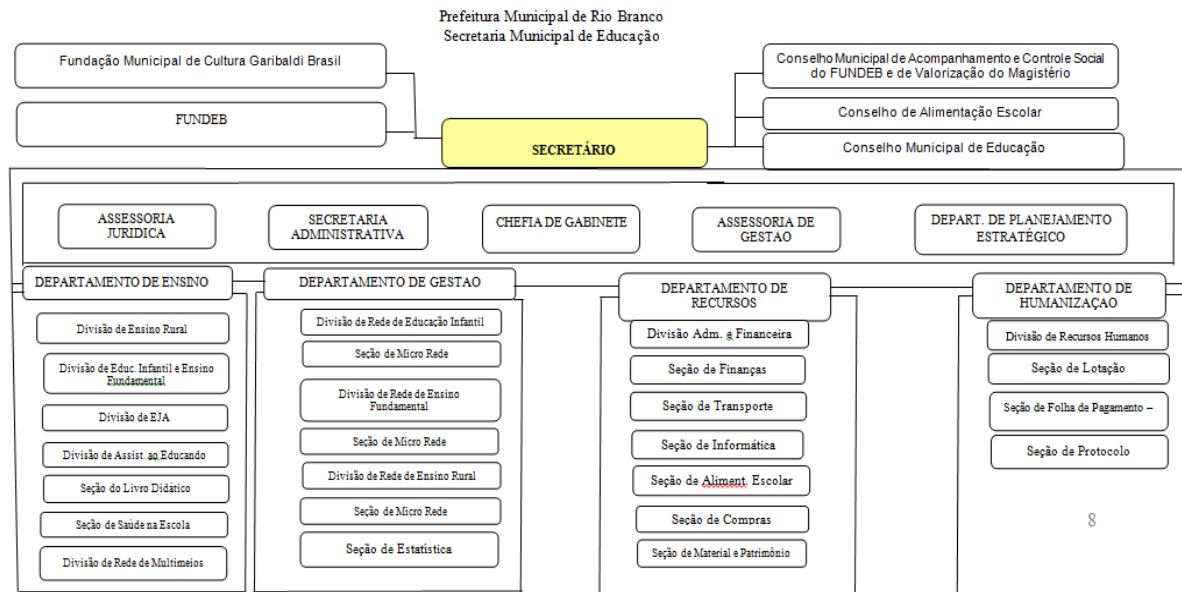 Prefeitura Municipal de Rio Branco
Secretaria Municipal de Educação
Fundação Municipal de Cultura Garibaldi Brasil
FUNDEB
SECRETÁRIO
Conselho Municipal de Acompanhamento e Controle Social
do FUNDEB e de Valorização do Magistério
Conselho de Alimentação Escolar
Conselho Municipal de Educação
ASSESSORIA
JURIDICA
SECRETARIA
ADMINISTRATIVA
CHEFIA DE GABINETE
ASSESSORIA DE
GESTAO
DEPART. DE PLANEJAMENTO
ESTRATÉGICO
DEPARTAMENTO DE ENSINO
Divisão de Ensino Rural
Divisão de Educ. Infantil e Ensino
Fundamental
Divisão de EJA
Divisão de Assist. ao Educando
Seção do Livro Didático
Seção de Saúde na Escola
Divisão de Rede de Multimeios
DEPARTAMENTO DE GESTAO
Divisão de Rede de Educação Infantil
Seção de Micro Rede
Divisão de Rede de Ensino
Fundamental
Seção de Micro Rede
Divisão de Rede de Ensino Rural
Seção de Micro Rede
Seção de Estatística
DEPARTAMENTO DE
RECURSOS
Divisão Adm. e Financeira
Seção de Finanças
Seção de Transporte
Seção de Informática
Seção de Aliment. Escolar
Seção de Compras
Seção de Material e Patrimônio
DEPARTAMENTO DE
HUMANIZAÇAO
Divisão de Recursos Humanos
Seção de Lotação
Seção de Folha de Pagamento –
Seção de Protocolo
8